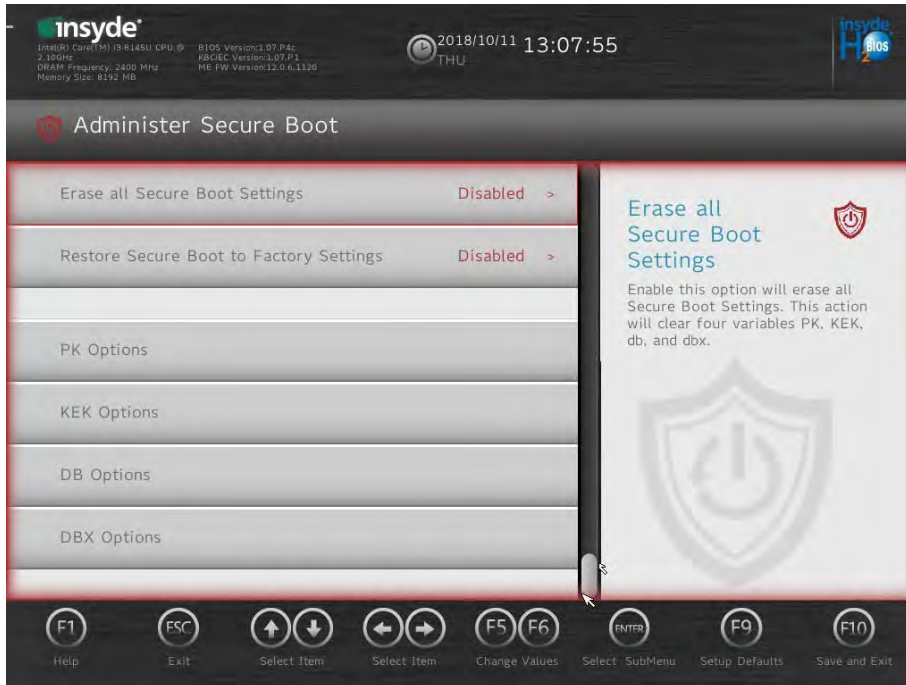 insyde®
Intel(R) Core(TM) i3-8145U CPU @
2.10GHz
DRAM Frequency: 2400 MHz
Memory Size: 8192 MB
BIOS Version:1.07.P4c
KBC/EC Version:1.07.P1
ME FW Version:12.0.6.1120
2018/10/11 13:07:55
THU
insyde
H2O BIOS
Administer Secure Boot
Erase all Secure Boot Settings Disabled >
Restore Secure Boot to Factory Settings Disabled >
PK Options
KEK Options
DB Options
DBX Options
Erase all
Secure Boot
Settings
Enable this option will erase all
Secure Boot Settings. This action
will clear four variables PK, KEK,
db, and dbx.
F1 ESC F5 F6 ENTER F9 F10
Help Exit Select Item Select Item Change Values Select SubMenu Setup Defaults Save and Exit